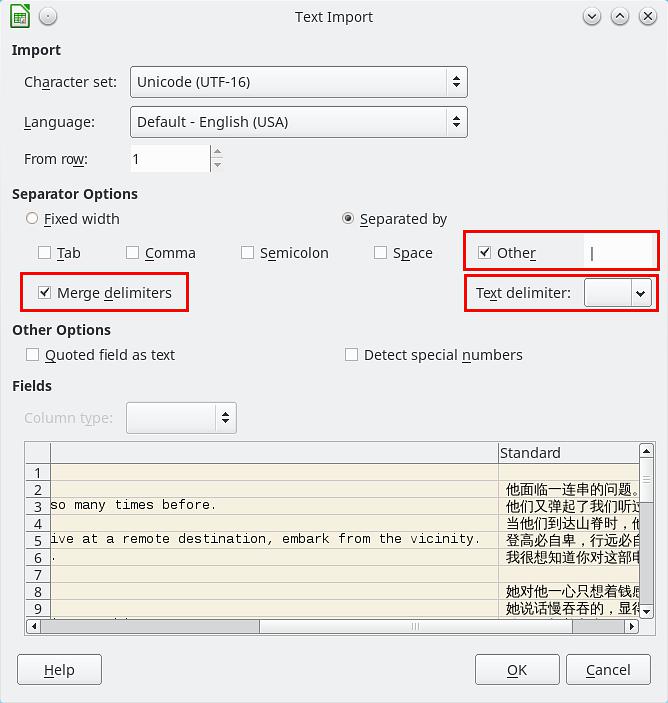 Text Import
Import
Character set: Unicode (UTF-16)
Language: Default - English (USA)
From row: 1
Separator Options
Fixed width Separated by
Tab Comma Semicolon Space Other |
Merge delimiters Text delimiter:
Other Options
Quoted field as text Detect special numbers
Fields
Column type:
Standard
1
2 他面临一连串的问题。
3 so many times before. 他们又弹起了我们听过
4 当他们到达山脊时，他
5 ive at a remote destination, embark from the vicinity. 登高必自卑，行远必自
6 . 我很想知道你对这部电
7
8 她对他一心只想着钱感
9 她说话慢吞吞的，显得
Help OK Cancel